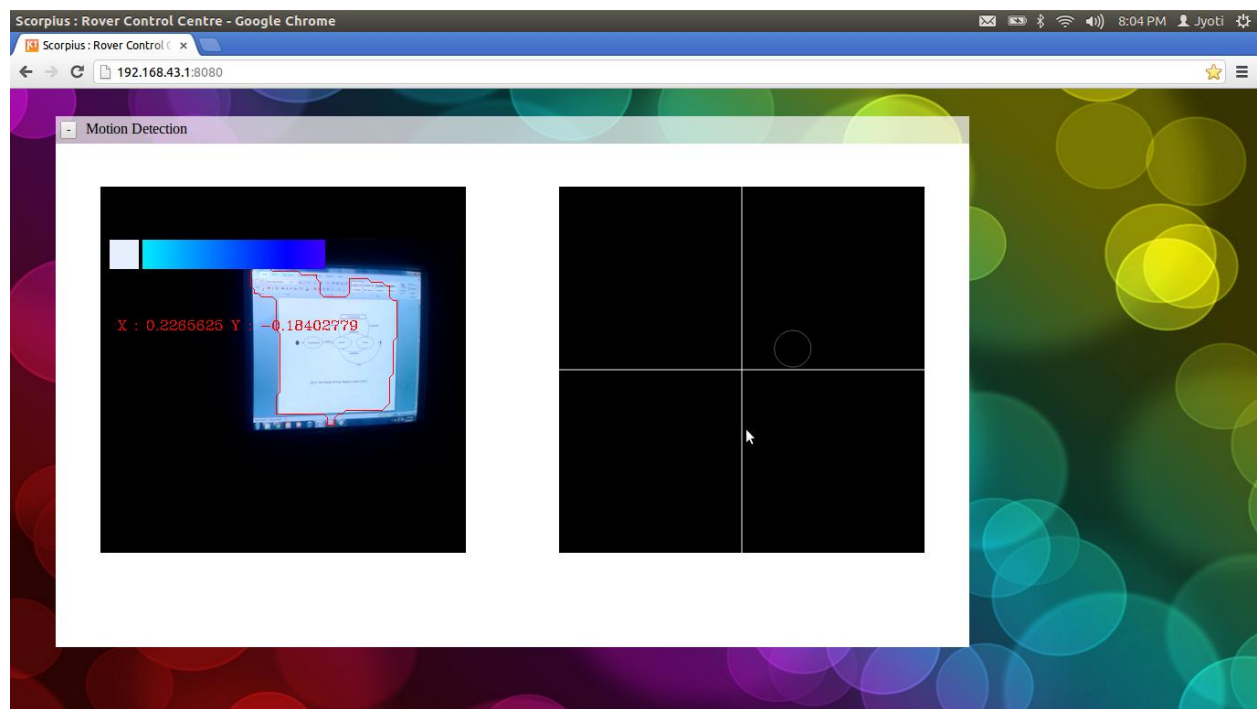 Scorpius : Rover Control Centre - Google Chrome
8:04 PM Jyoti
Scorpius : Rover Control C
192.168.43.1:8080
- Motion Detection
X : 0.2265625 Y : -0.18402779